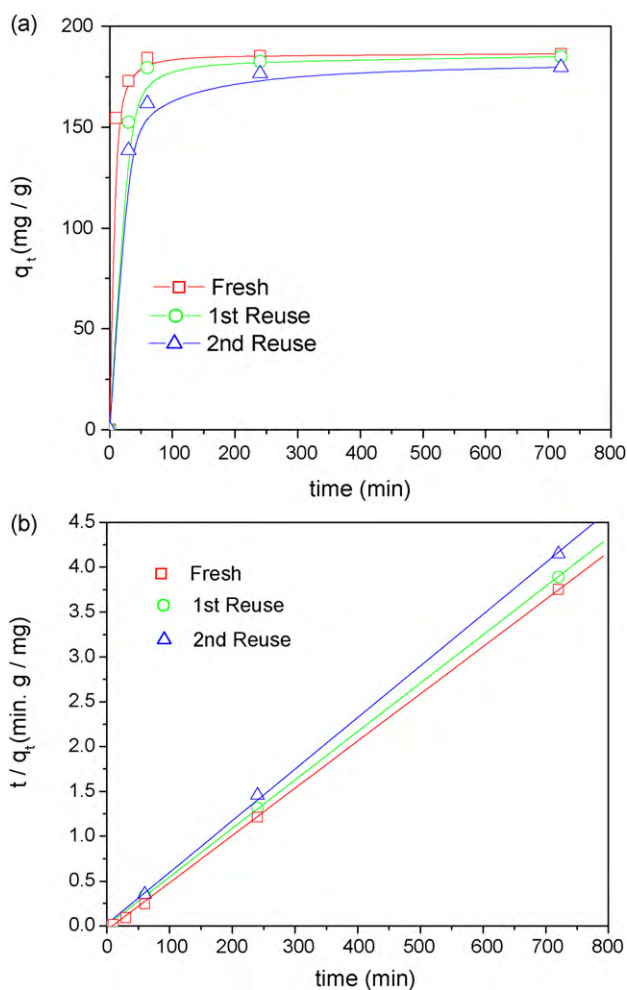 (a)
200
150
100
50
0
q t (mg / g)
Fresh
1st Reuse
2nd Reuse
0 100 200 300 400 500 600 700 800
time (min)
(b)
4.5
4.0
3.5
3.0
2.5
2.0
1.5
1.0
0.5
0.0
t / qt(min. g / mg)
Fresh
1st Reuse
2nd Reuse
0 100 200 300 400 500 600 700 800
time (min)